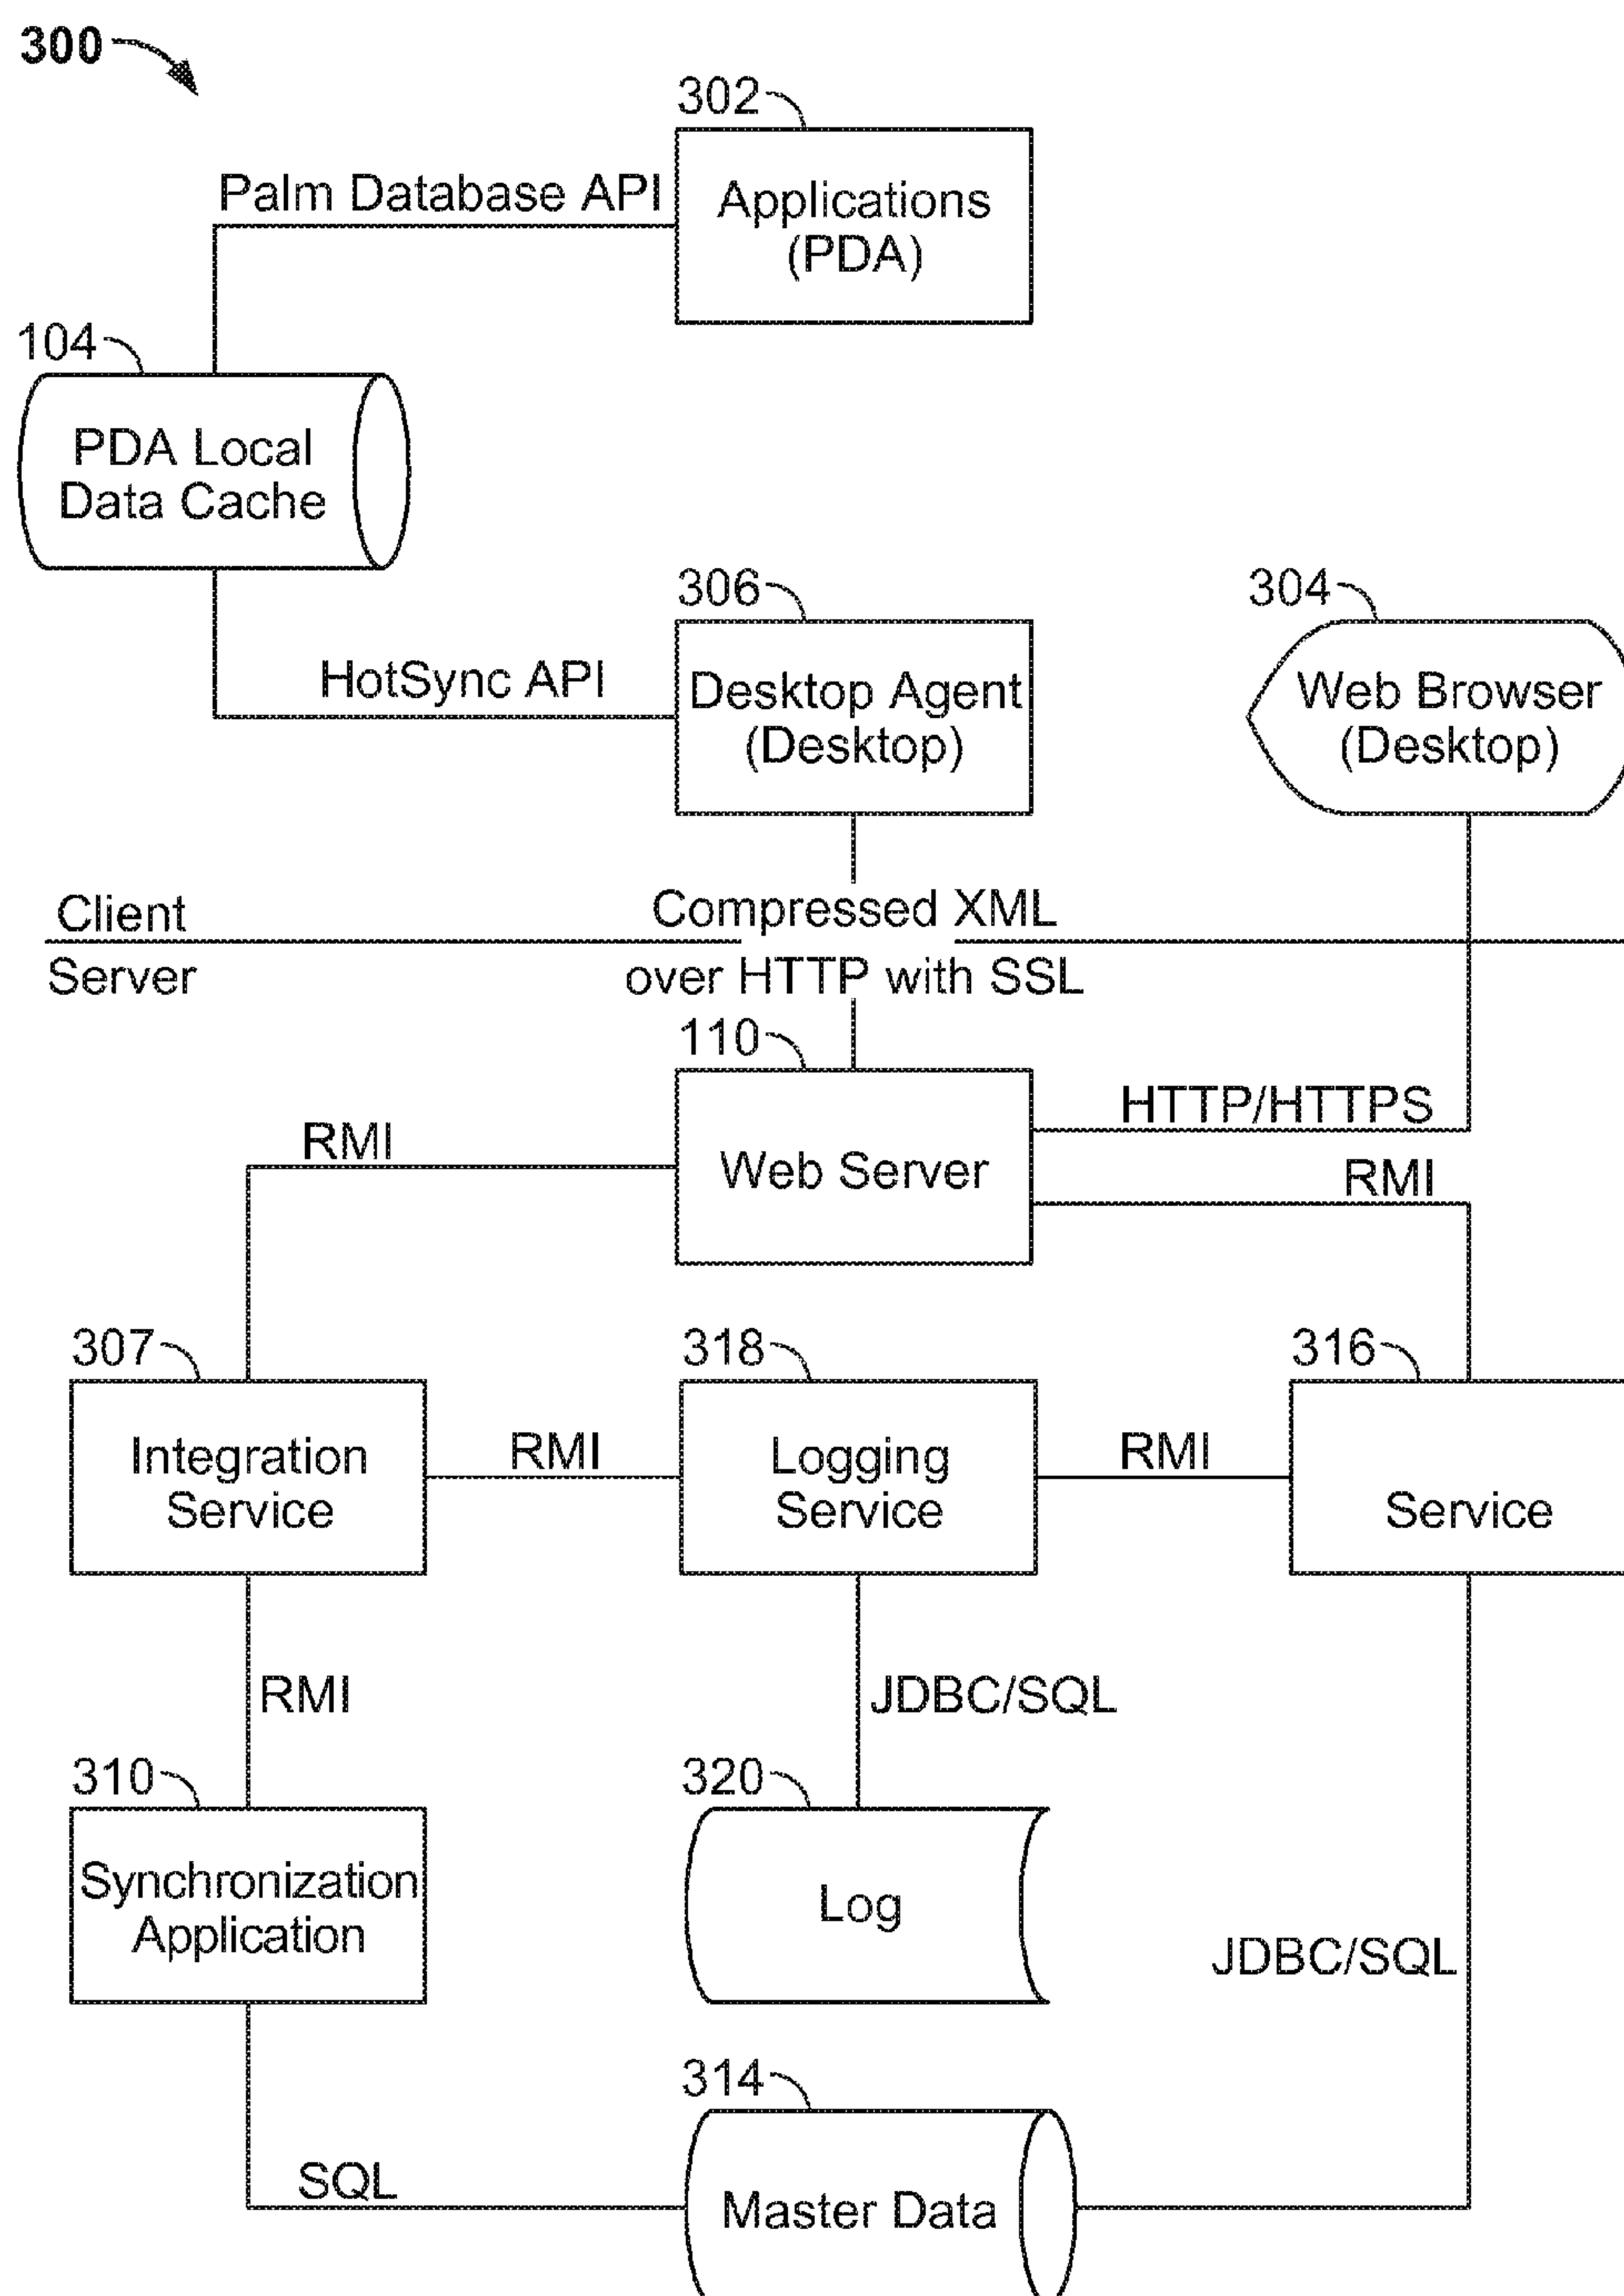 300
302
Palm Database API
Applications
(PDA)
104
PDA Local
Data Cache
306
304
HotSync API
Desktop Agent
(Desktop)
Web Browser
(Desktop)
Client
Compressed XML
Server
over HTTP with SSL
110
HTTP/HTTPS
RMI
Web Server
RMI
307
318
316
Integration
Service
RMI
Logging
Service
RMI
Service
RMI
JDBC/SQL
310
320
Synchronization
Application
Log
JDBC/SQL
314
SQL
Master Data